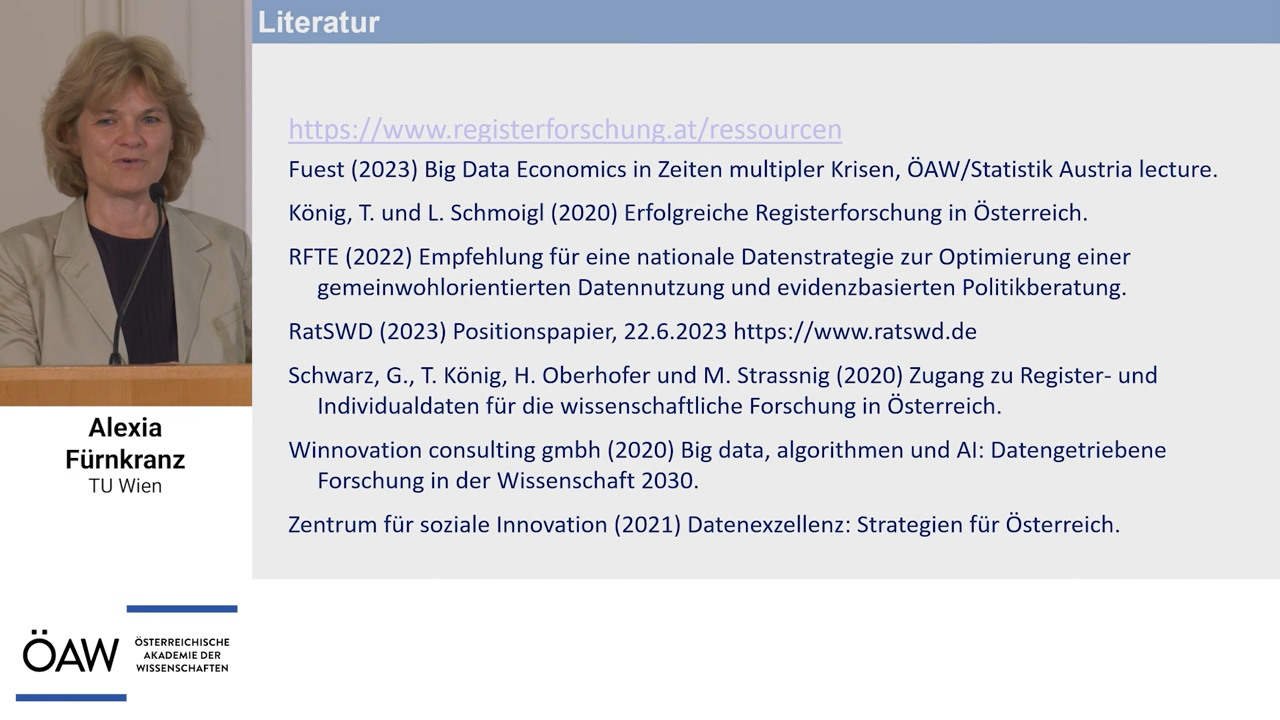 Literatur
https://www.registerforschung.at/ressourcen
Fuest (2023) Big Data Economics in Zeiten multipler Krisen, ÖAW/Statistik Austria lecture.
König, T. und L. Schmoigl (2020) Erfolgreiche Registerforschung in Österreich.
RFTE (2022) Empfehlung für eine nationale Datenstrategie zur Optimierung einer
gemeinwohlorientierten Datennutzung und evidenzbasierten Politikberatung.
RatSWD (2023) Positionspapier, 22.6.2023 https://www.ratswd.de
Schwarz, G., T. König, H. Oberhofer und M. Strassnig (2020) Zugang zu Register- und
Individualdaten für die wissenschaftliche Forschung in Österreich.
Winnovation consulting gmbh (2020) Big data, algorithmen und AI: Datengetriebene
Forschung in der Wissenschaft 2030.
Zentrum für soziale Innovation (2021) Datenexzellenz: Strategien für Österreich.
Alexia
Fürnkranz
TU Wien
ÖAW
ÖSTERREICHISCHE
AKADEMIE DER
WISSENSCHAFTEN